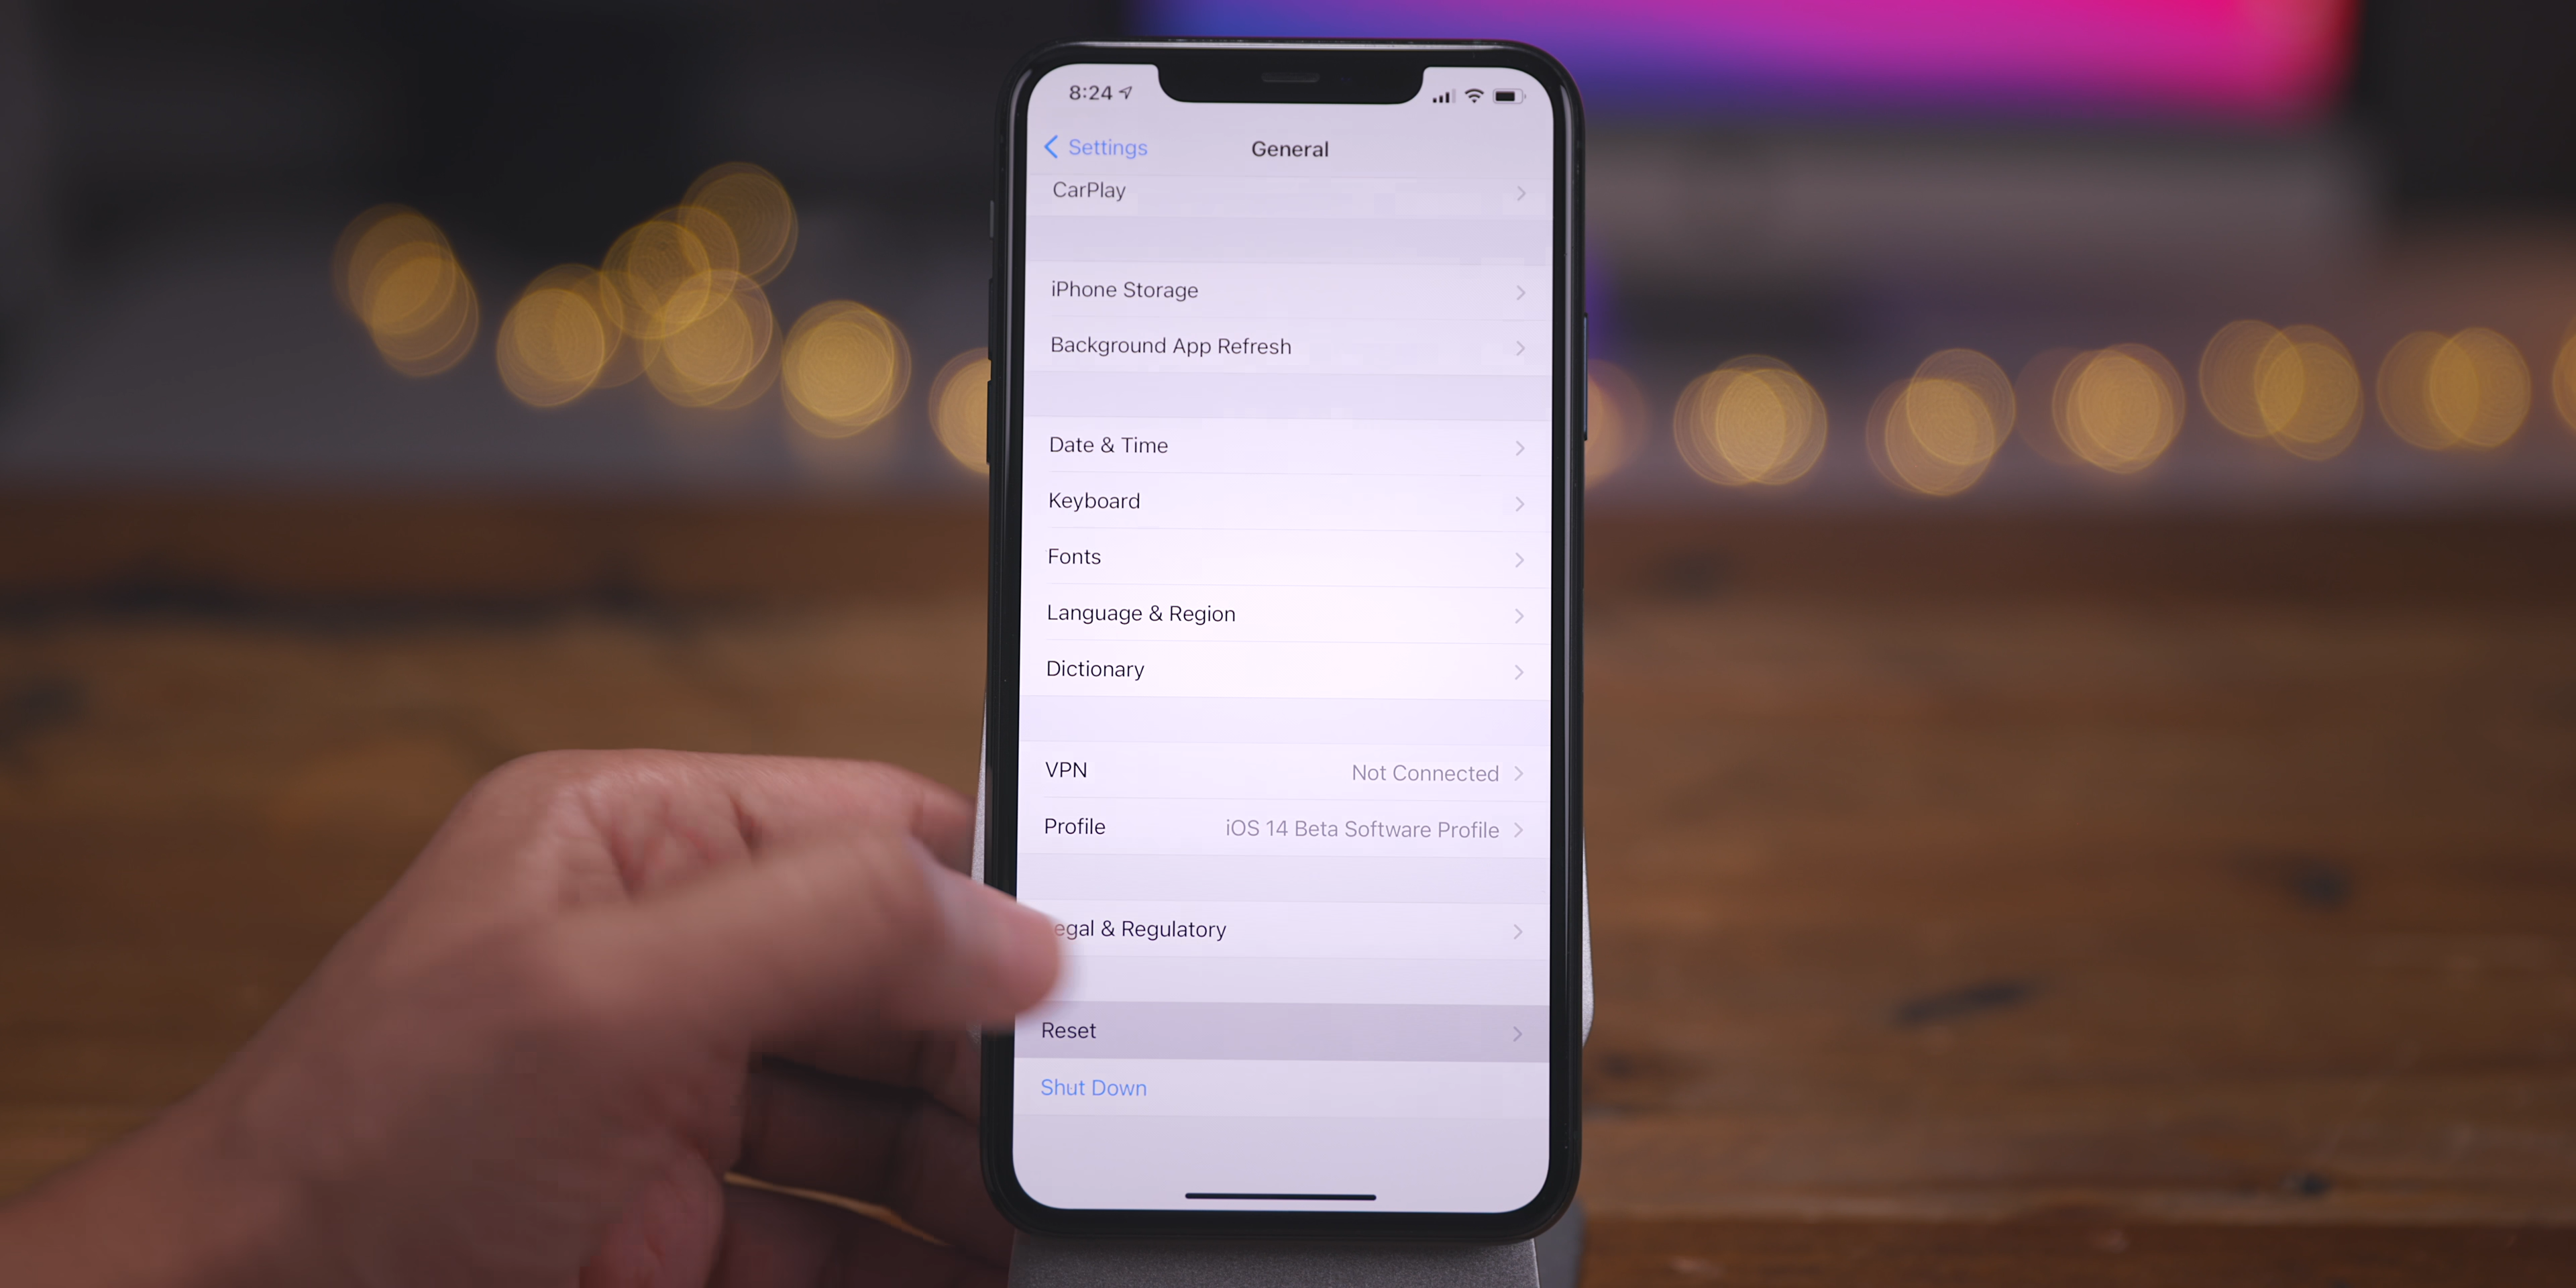 8:24
Settings
General
CarPlay
iPhone Storage
Background App Refresh
Date & Time
Keyboard
Fonts
Language & Region
Dictionary
VPN Not Connected
Profile iOS 14 Beta Software Profile
egal & Regulatory
Reset
Shut Down